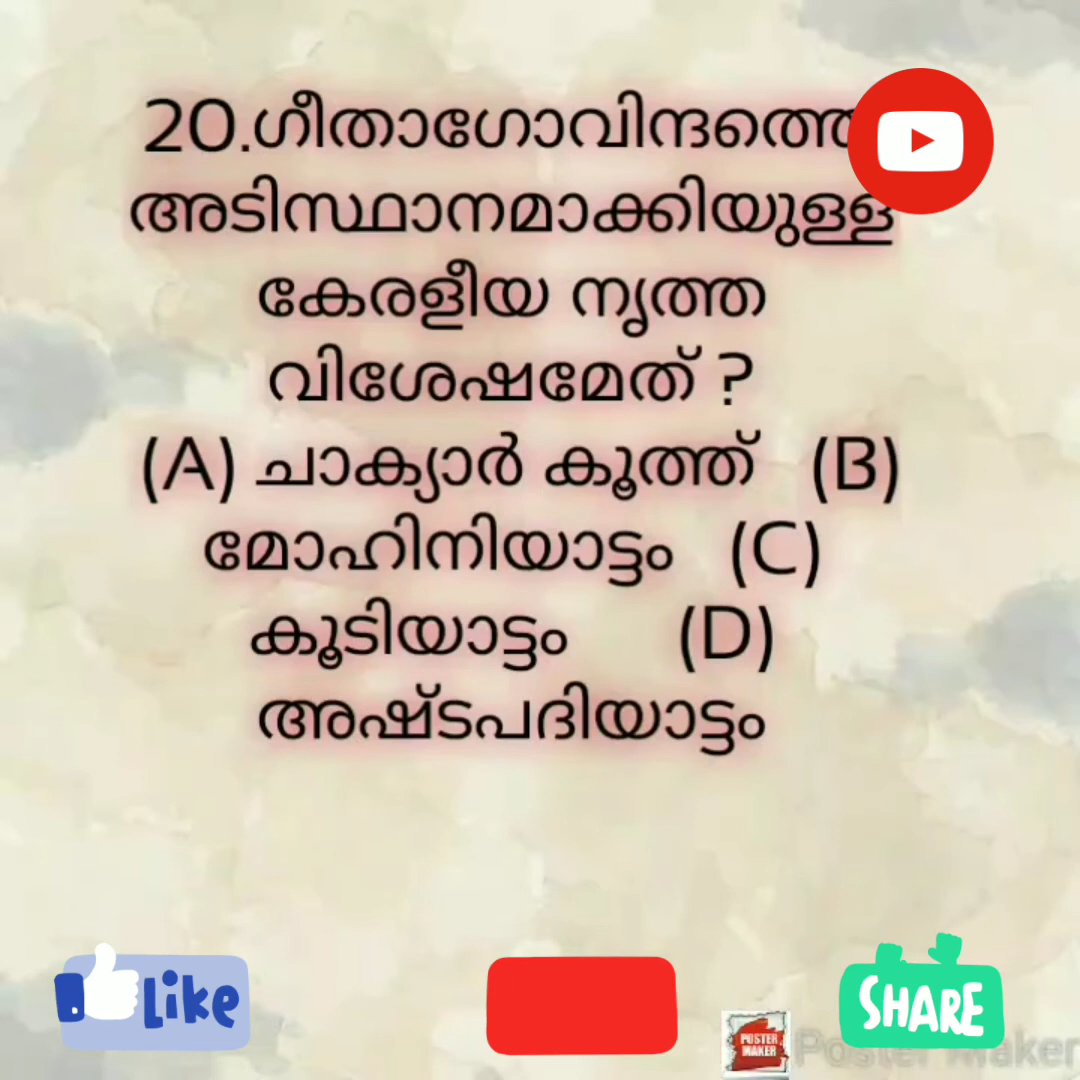 20.ഗീതാഗോവിന്ദത്തെ
അടിസ്ഥാനമാക്കിയുള്ള
കേരളീയ നൃത്ത
വിശേഷമേത് ?
(A) ചാക്യാർ കൂത്ത് (B)
മോഹിനിയാട്ടം (C)
കൂടിയാട്ടം (D)
അഷ്ടപദിയാട്ടം
Like
SHARE
POSTER
MAKER
Poster Maker